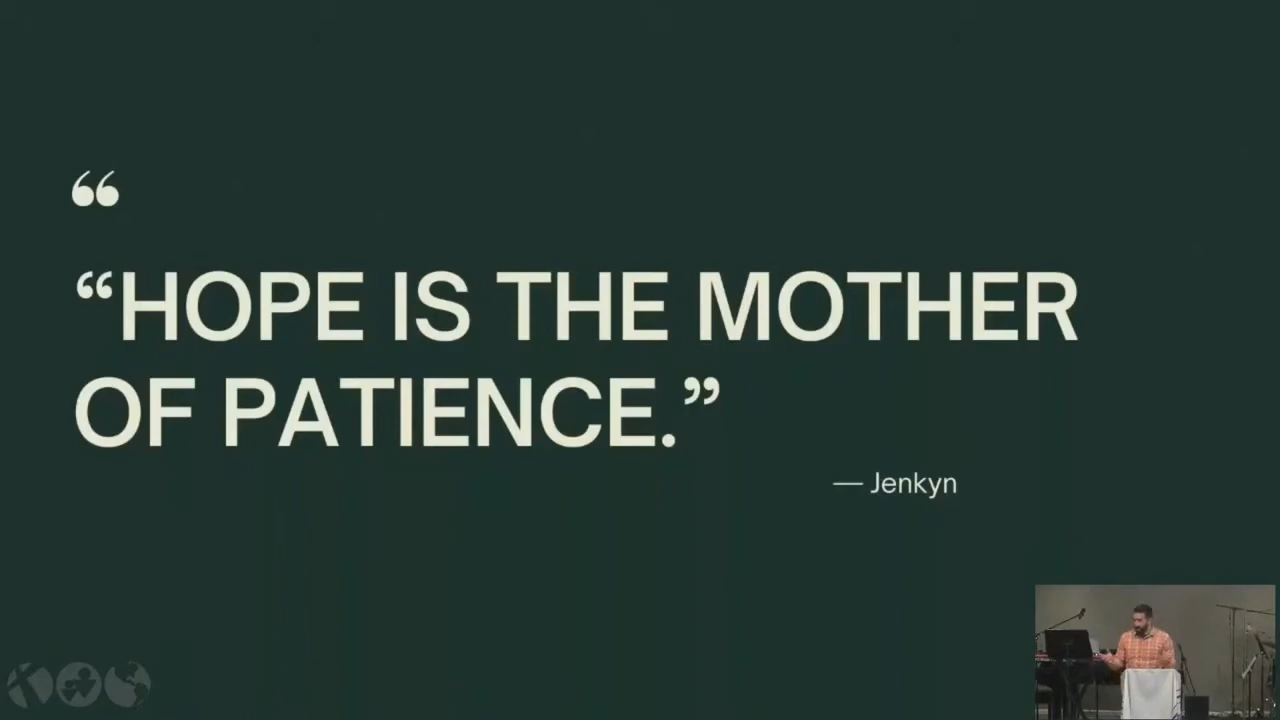 “
“HOPE IS THE MOTHER
OF PATIENCE.”
— Jenkyn